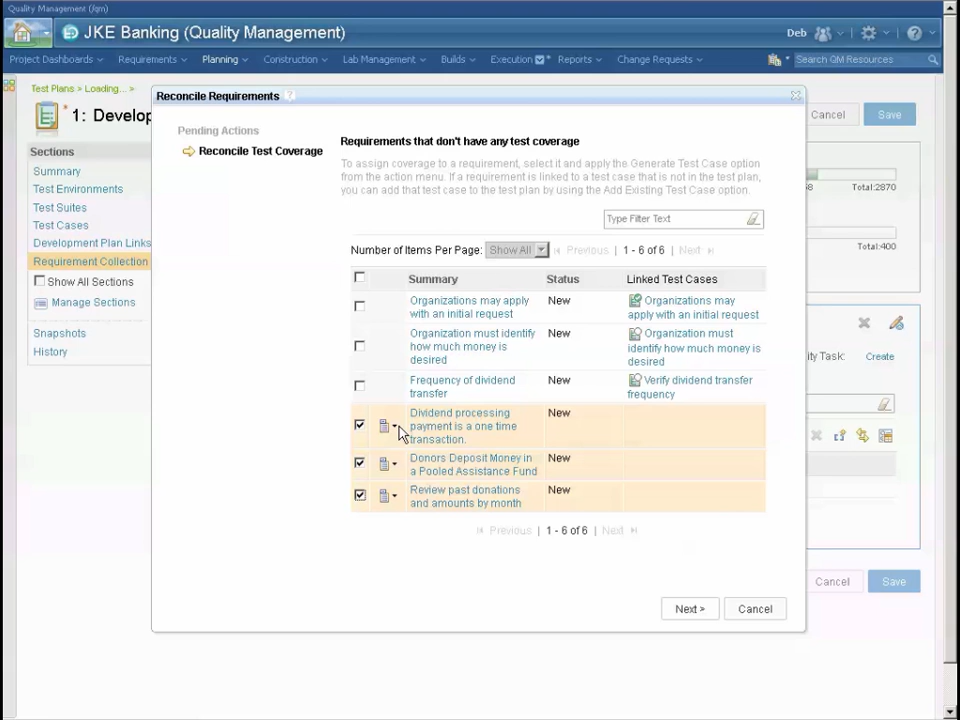 Quality Management (/qm)
JKE Banking (Quality Management)
Deb
Project Dashboards
Requirements
Planning
Construction
Lab Management
Builds
Execution
Reports
Change Requests
Search QM Resources
Test Plans > Loading... >
1: Develop
Cancel
Save
Sections
Summary
Test Environments
Test Suites
Test Cases
Development Plan Links
Requirement Collection
Show All Sections
Manage Sections
Snapshots
History
Reconcile Requirements
?
Pending Actions
Reconcile Test Coverage
Requirements that don't have any test coverage
To assign coverage to a requirement, select it and apply the Generate Test Case option
from the action menu. If a requirement is linked to a test case that is not in the test plan,
you can add that test case to the test plan by using the Add Existing Test Case option.
Type Filter Text
Number of Items Per Page: Show All Previous | 1 - 6 of 6 | Next
Summary Status Linked Test Cases
Organizations may apply New Organizations may
with an initial request apply with an initial request
Organization must identify New Organization must
how much money is identify how much money is
desired desired
Frequency of dividend New Verify dividend transfer
transfer frequency
Dividend processing New
payment is a one time
transaction.
Donors Deposit Money in New
a Pooled Assistance Fund
Review past donations New
and amounts by month
Previous | 1 - 6 of 6 | Next
Next >
Cancel
Total:2870
Total:400
ity Task: Create
Cancel
Save